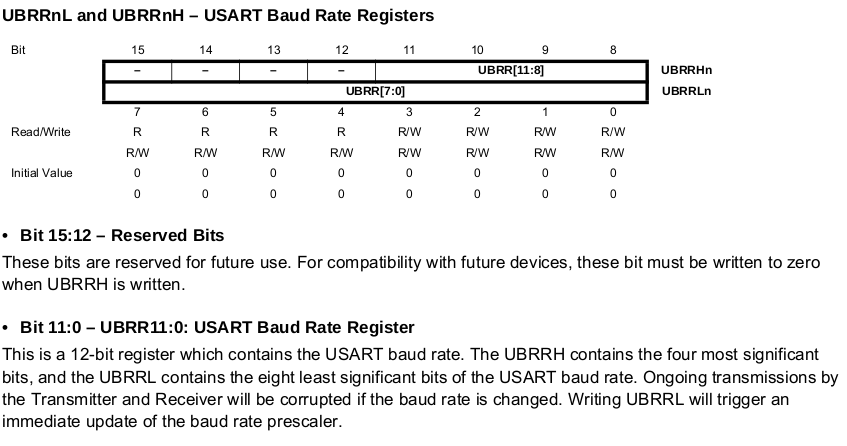 UBRRnL and UBRRnH – USART Baud Rate Registers
Bit 15 14 13 12 11 10 9 8
– – – – UBRR[11:8] UBRRHn
UBRR[7:0] UBRRLn
7 6 5 4 3 2 1 0
Read/Write R R R R R/W R/W R/W R/W
R/W R/W R/W R/W R/W R/W R/W R/W
Initial Value 0 0 0 0 0 0 0 0
0 0 0 0 0 0 0 0
• Bit 15:12 – Reserved Bits
These bits are reserved for future use. For compatibility with future devices, these bit must be written to zero
when UBRRH is written.
• Bit 11:0 – UBRR11:0: USART Baud Rate Register
This is a 12-bit register which contains the USART baud rate. The UBRRH contains the four most significant
bits, and the UBRRL contains the eight least significant bits of the USART baud rate. Ongoing transmissions by
the Transmitter and Receiver will be corrupted if the baud rate is changed. Writing UBRRL will trigger an
immediate update of the baud rate prescaler.